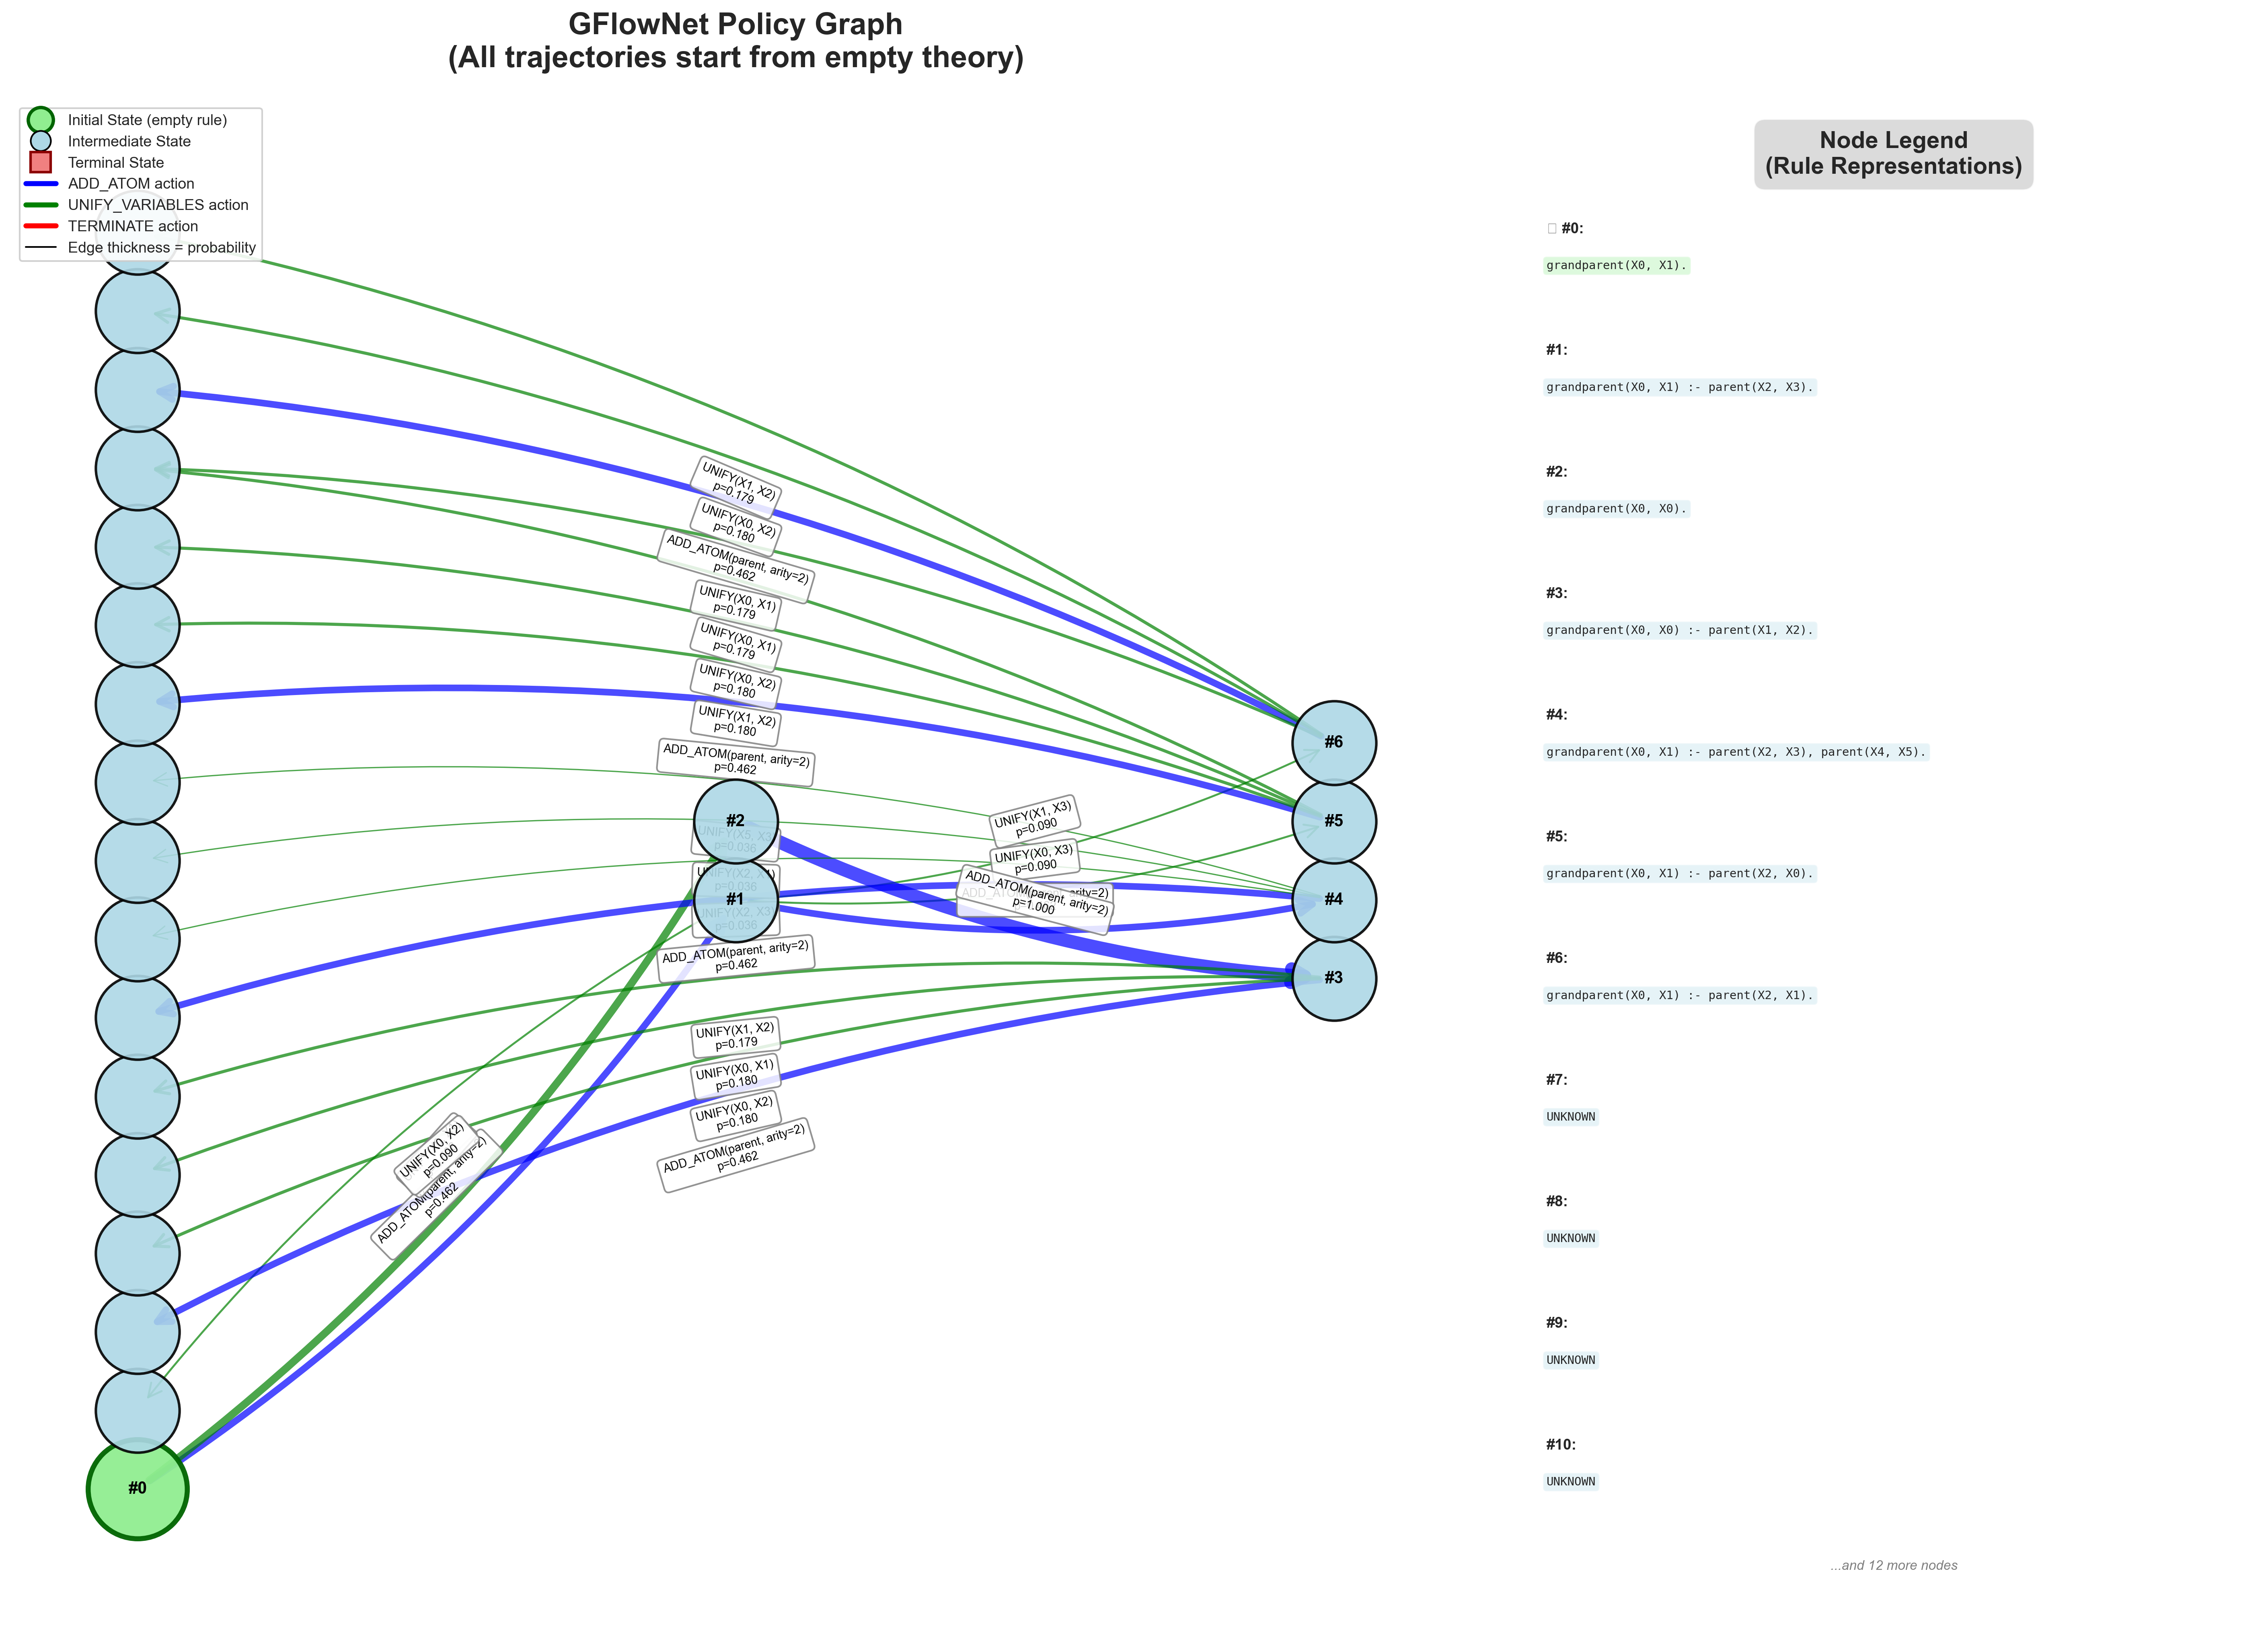 GFlowNet Policy Graph
(All trajectories start from empty theory)
Initial State (empty rule)
Intermediate State
Terminal State
ADD_ATOM action
UNIFY_VARIABLES action
TERMINATE action
Edge thickness = probability
UNIFY(X1, X2)
p=0.179
UNIFY(X0, X2)
p=0.180
ADD_ATOM(parent, arity=2)
p=0.462
UNIFY(X0, X1)
p=0.179
UNIFY(X0, X1)
p=0.179
UNIFY(X0, X2)
p=0.180
UNIFY(X1, X2)
p=0.180
ADD_ATOM(parent, arity=2)
p=0.462
#6
#2
#5
UNIFY(X5, X3)
p=0.036
UNIFY(X1, X3)
p=0.090
UNIFY(X0, X3)
p=0.090
ADD_ATOM(parent, arity=2)
p=1.000
arity=2)
UNIFY(X2, X1)
p=0.036
#1
#4
UNIFY(X2, X3)
p=0.036
ADD_ATOM(parent, arity=2)
p=0.462
#3
UNIFY(X1, X2)
p=0.179
UNIFY(X0, X1)
p=0.180
UNIFY(X0, X2)
p=0.180
ADD_ATOM(parent, arity=2)
p=0.462
UNIFY(X0, X2)
p=0.090
ADD_ATOM(parent, arity=2)
p=0.462
#0
Node Legend
(Rule Representations)
#0:
grandparent(X0, X1).
#1:
grandparent(X0, X1) :- parent(X2, X3).
#2:
grandparent(X0, X0).
#3:
grandparent(X0, X0) :- parent(X1, X2).
#4:
grandparent(X0, X1) :- parent(X2, X3), parent(X4, X5).
#5:
grandparent(X0, X1) :- parent(X2, X0).
#6:
grandparent(X0, X1) :- parent(X2, X1).
#7:
UNKNOWN
#8:
UNKNOWN
#9:
UNKNOWN
#10:
UNKNOWN
...and 12 more nodes